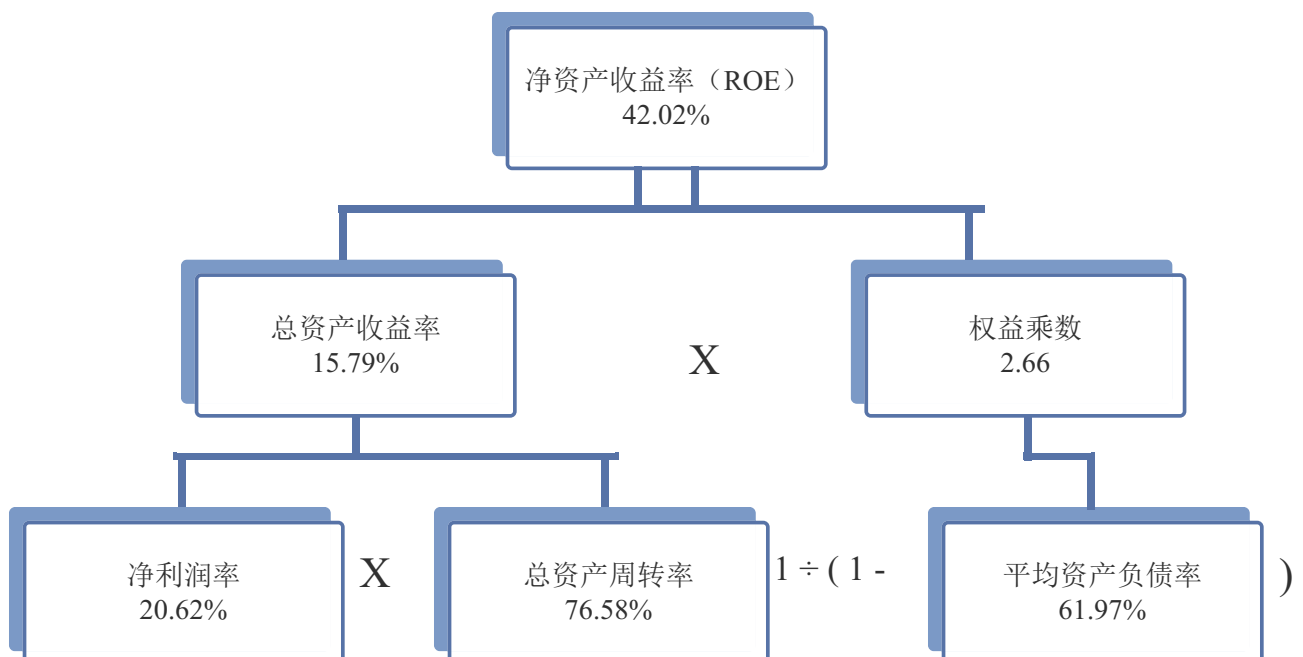 净资产收益率（ROE）
42.02%
总资产收益率
15.79%
X
权益乘数
2.66
净利润率
20.62%
X
总资产周转率
76.58%
1 ÷ ( 1 -
平均资产负债率
61.97%
)